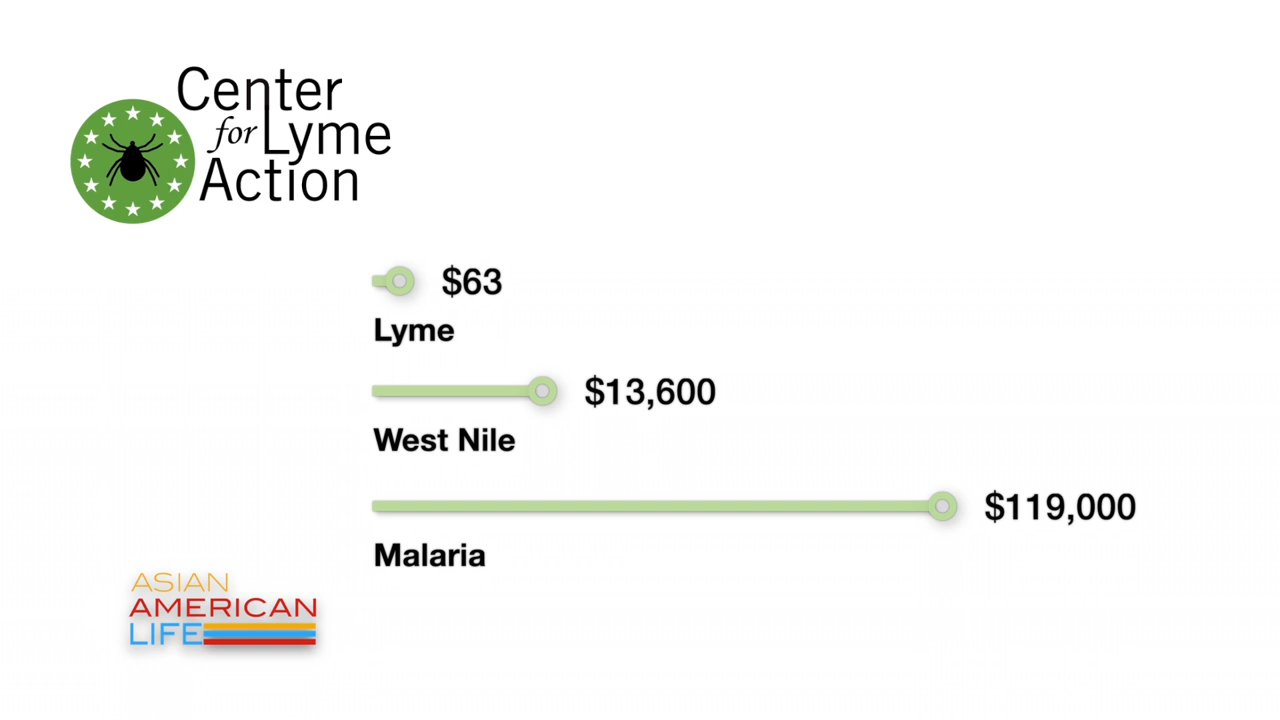 Center
for Lyme
Action
$63
Lyme
$13,600
West Nile
$119,000
Malaria
ASIAN
AMERICAN
LIFE